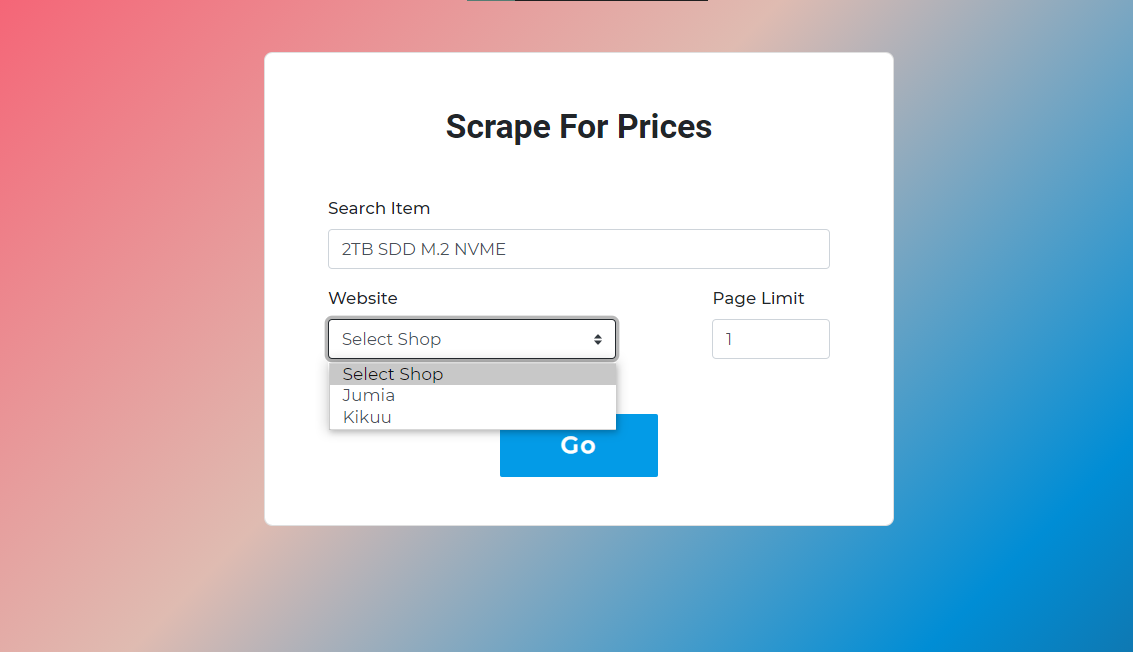 Scrape For Prices
Search Item
2TB SDD M.2 NVME
Website
Page Limit
Select Shop
1
Select Shop
Jumia
Kikuu
Go